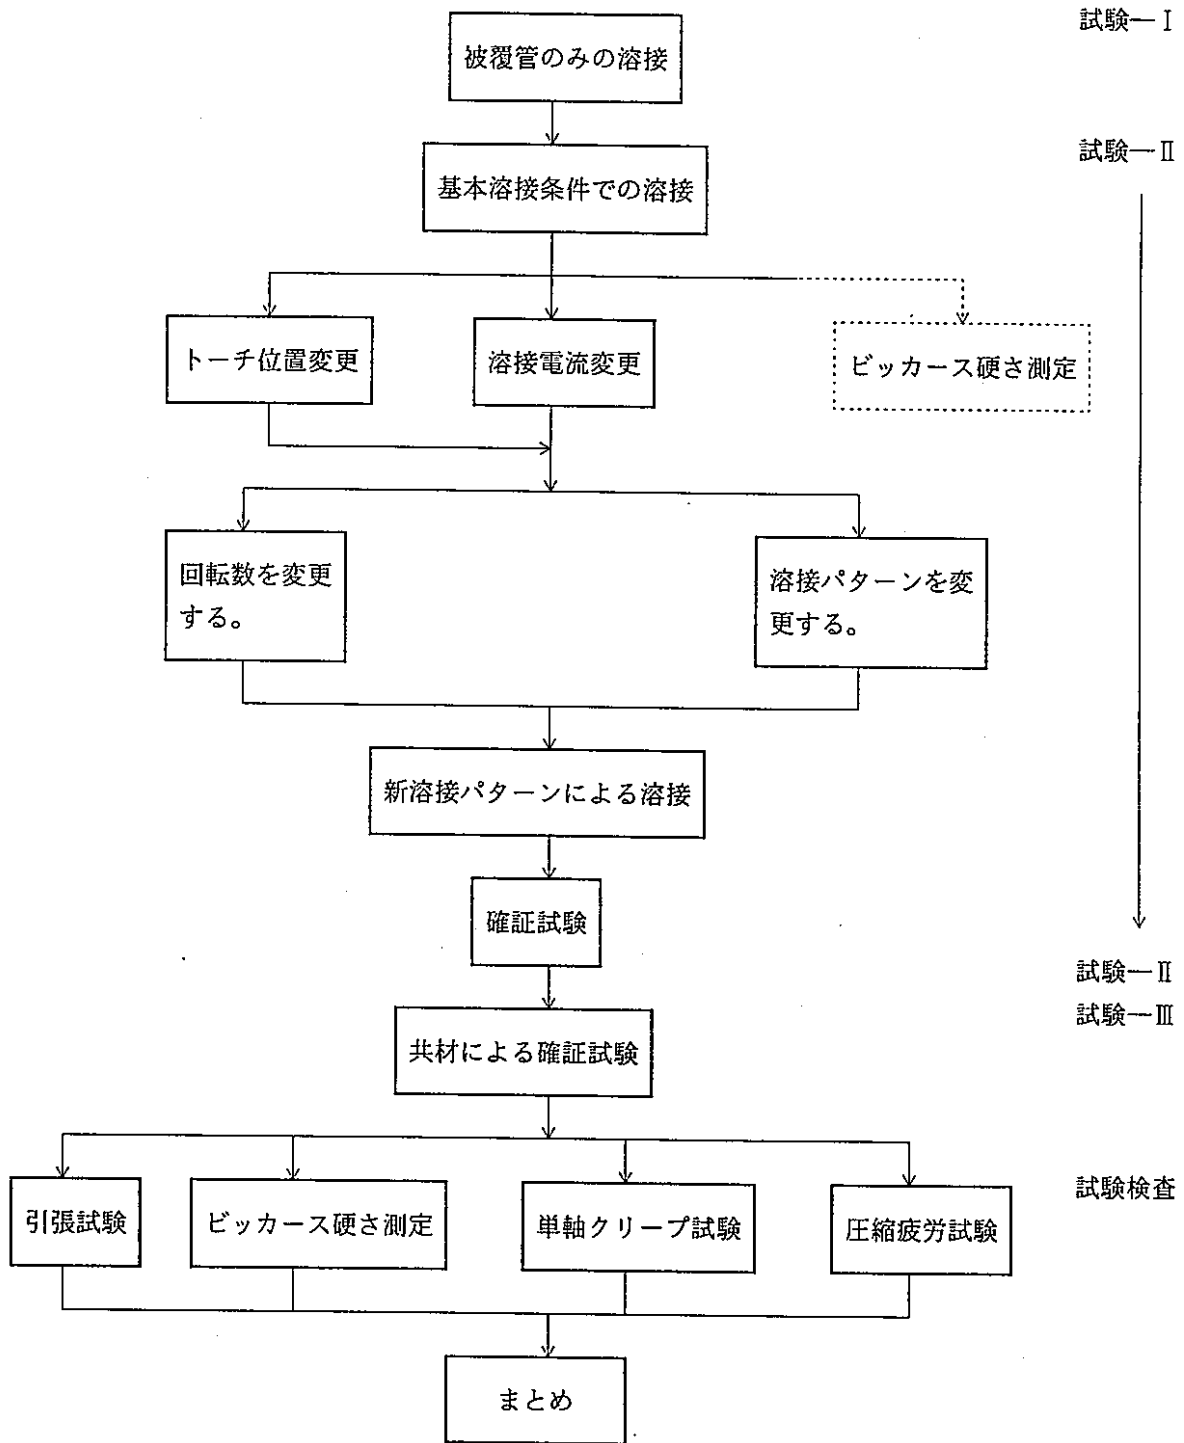 試験―Ⅰ
被覆管のみの溶接
試験―Ⅱ
基本溶接条件での溶接
トーチ位置変更
溶接電流変更
ビッカース硬さ測定
回転数を変更
する。
溶接パターンを変
更する。
新溶接パターンによる溶接
確証試験
試験―Ⅱ
試験―Ⅲ
共材による確証試験
試験検査
引張試験
ビッカース硬さ測定
単軸クリープ試験
圧縮疲労試験
まとめ